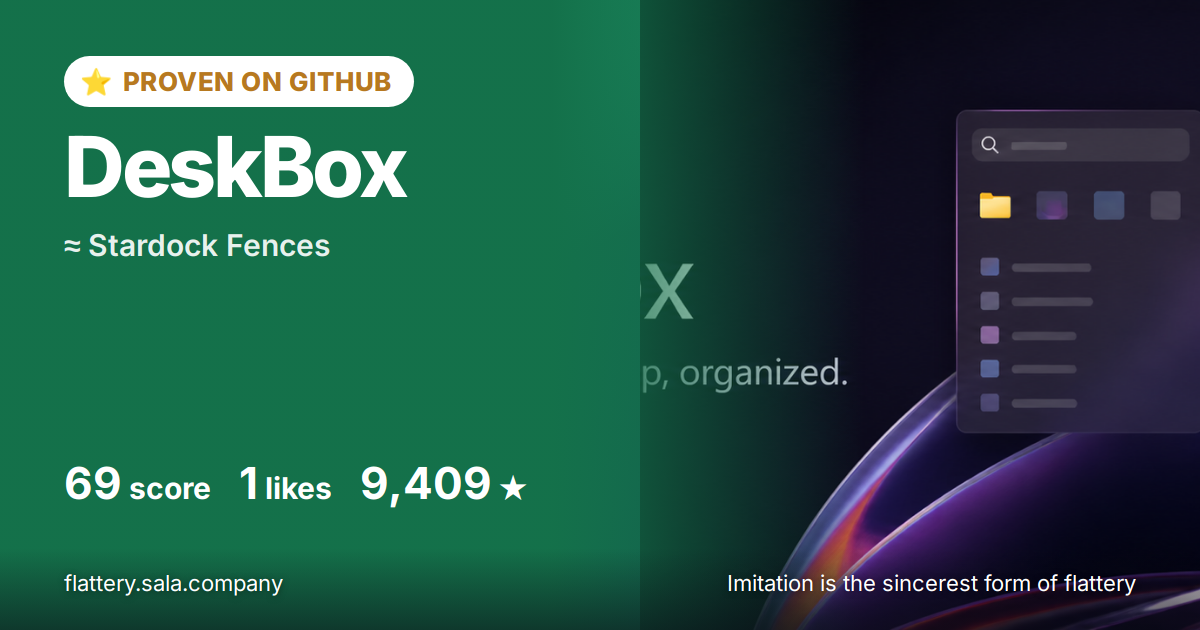 ⭐ PROVEN ON GITHUB
DeskBox
≈ Stardock Fences
x
p, organized.
69 score 1 likes 9,409 ★
flattery.sala.company
Imitation is the sincerest form of flattery